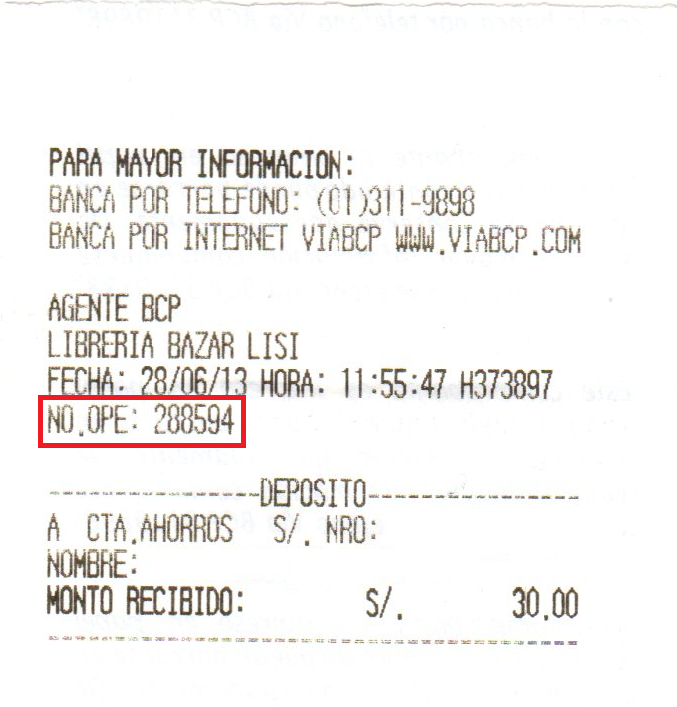 PARA MAYOR INFORMACION:
BANCA POR TELEFONO: (01)311-9898
BANCA POR INTERNET VIABCP WWW.VIABCP.COM
AGENTE BCP
LIBRERIA BAZAR LISI
FECHA: 28/06/13 HORA: 11:55:47 H373897
NO.OPE: 288594
----------------DEPOSITO----------------
A CTA.AHORROS S/. NRO:
NOMBRE:
MONTO RECIBIDO: S/. 30.00
----------------------------------------